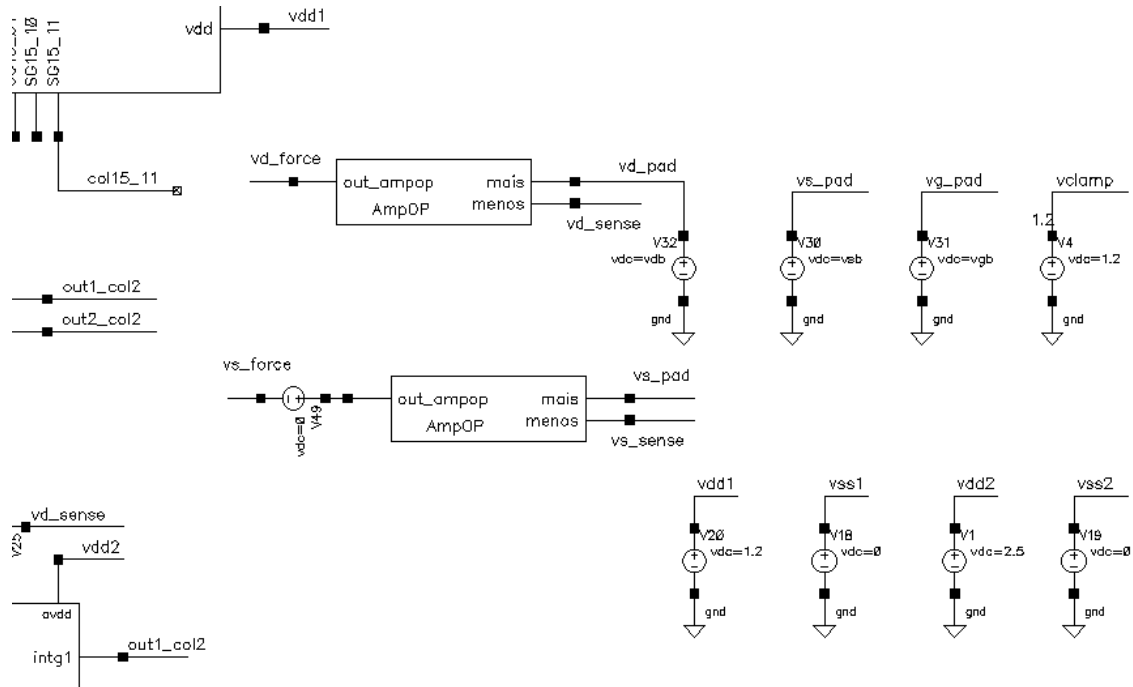 vdd
vdd1
SG15_10
SG15_11
col15_11
vd_force
out_ampop
mais
menos
AmpOP
vd_pad
vd_sense
V32
vdc=vdb
gnd
vs_pad
V30
vdc=vsb
gnd
vg_pad
V31
vdc=vgb
gnd
vclamp
1.2
V4
vdc=1.2
gnd
out1_col2
out2_col2
vs_force
vdc=0
V49
out_ampop
mais
menos
AmpOP
vs_pad
vs_sense
vdd1
V20
vdc=1.2
gnd
vss1
V18
vdc=0
gnd
vdd2
V1
vdc=2.5
gnd
vss2
V19
vdc=0
gnd
vd_sense
V25
vdd2
avdd
intg1
out1_col2